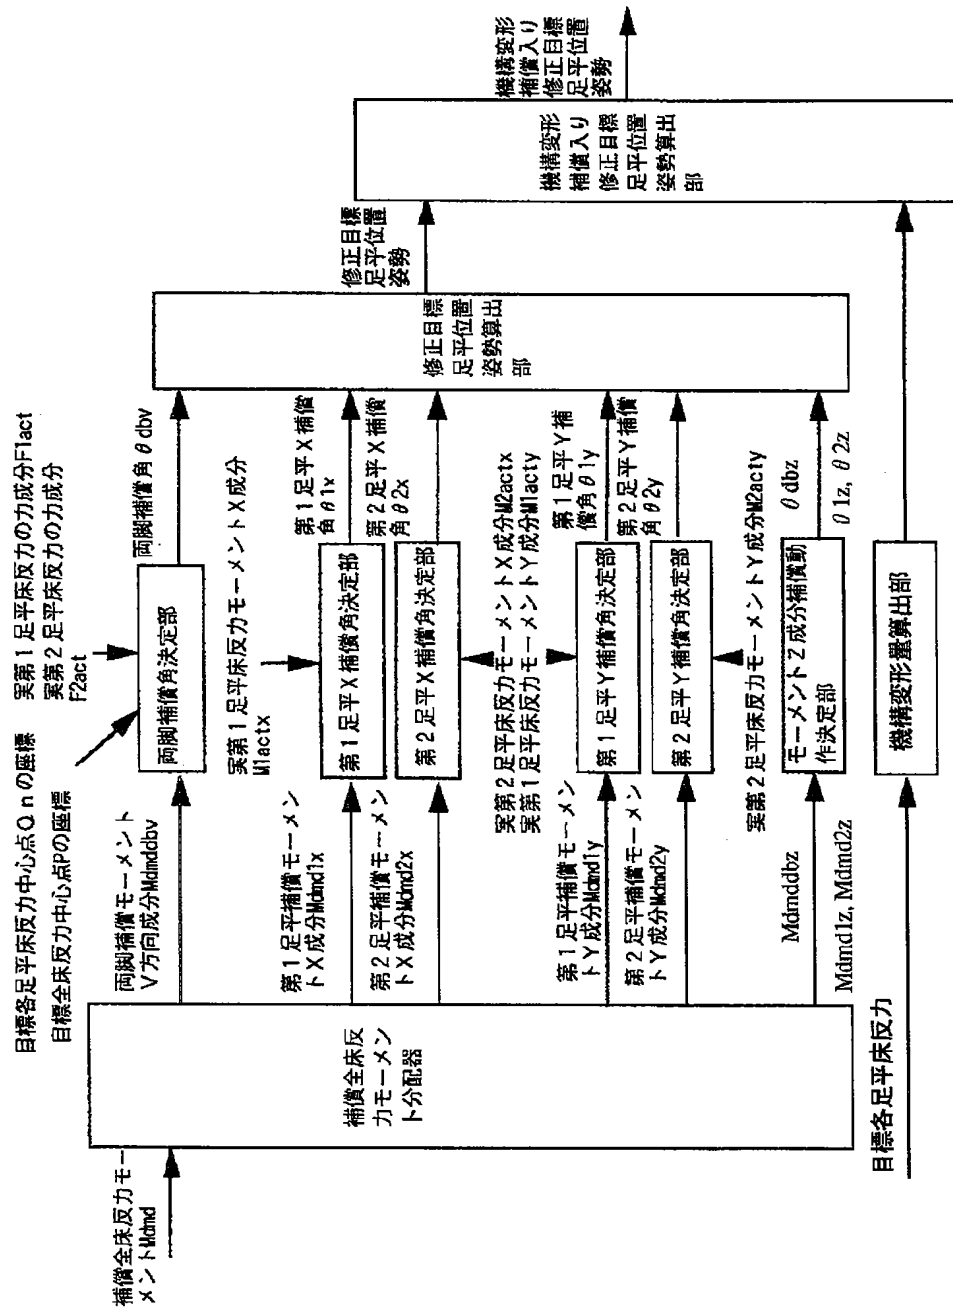 補償全床反力モー
メントMdmd
補償全床反
力モーメン
ト分配器
目標各足平床反力中心点Qnの座標
目標全床反力中心点Pの座標
実第1足平床反力の力成分F1act
実第2足平床反力の力成分
F2act
両脚補償モーメント
V方向成分Mdmddbv
両脚補償角決定部
両脚補償角θdbv
実第1足平床反力モーメントX成分
M1actx
第1足平補償モーメン
トX成分Mdmd1x
第1足平X補償角決定部
第1足平X補償
角θ1x
第2足平補償モーメン
トX成分Mdmd2x
第2足平X補償角決定部
第2足平X補償
角θ2x
実第2足平床反力モーメントX成分M2actx
実第1足平床反力モーメントY成分M1acty
第1足平補償モーメン
トY成分Mdmd1y
第1足平Y補償角決定部
第1足平Y補
償角θ1y
第2足平補償モーメン
トY成分Mdmd2y
第2足平Y補償角決定部
第2足平Y補償
角θ2y
実第2足平床反力モーメントY成分M2acty
Mdmddbz
Mdmd1z, Mdmd2z
モーメントZ成分補償動
作決定部
θdbz
θ1z, θ2z
目標各足平床反力
機構変形量算出部
修正目標
足平位置
姿勢算出
部
修正目標
足平位置
姿勢
機構変形
補償入り
修正目標
足平位置
姿勢算出
部
機構変形
補償入り
修正目標
足平位置
姿勢